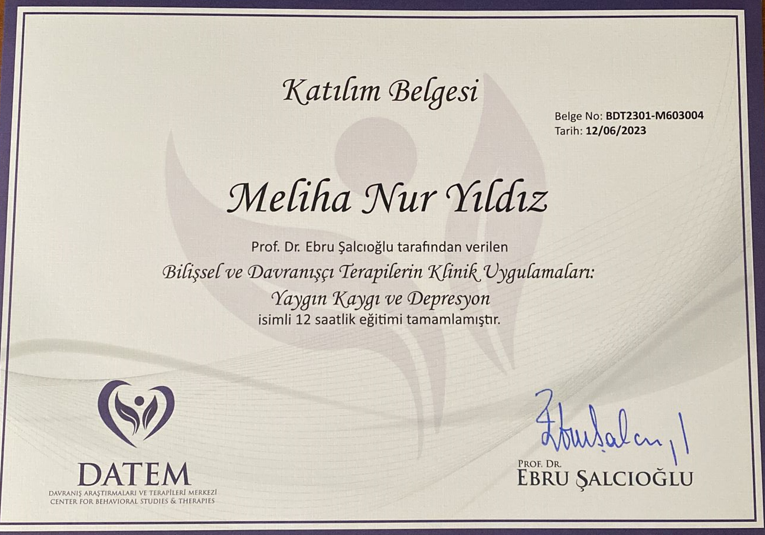 Katılım Belgesi
Belge No: BDT2301-M603004
Tarih: 12/06/2023
Meliha Nur Yıldız
Prof. Dr. Ebru Şalcıoğlu tarafından verilen
Bilişsel ve Davranışçı Terapilerin Klinik Uygulamaları:
Yaygın Kaygı ve Depresyon
isimli 12 saatlik eğitimi tamamlamıştır.
DATEM
DAVRANIŞ ARAŞTIRMALARI VE TERAPİLERİ MERKEZİ
CENTER FOR BEHAVIORAL STUDIES & THERAPIES
PROF. DR.
EBRU ŞALCIOĞLU